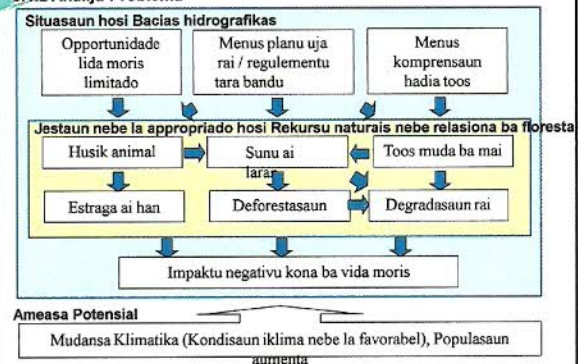 Situasaun hosi Bacias hidrografikas
Opportunidade
lida moris
limitado
Menus planu uja
rai / regulementu
tara bandu
Menus
komprensaun
hadia toos
Jestaun nebe la appropriado hosi Rekursu naturais nebe relasiona ba floresta
Husik animal
Sunu ai
laran
Toos muda ba mai
Estraga ai han
Deforestasaun
Degradasaun rai
Impaktu negativu kona ba vida moris
Ameasa Potensial
Mudansa Klimatika (Kondisaun iklima nebe la favorabel), Populasaun
aumenta